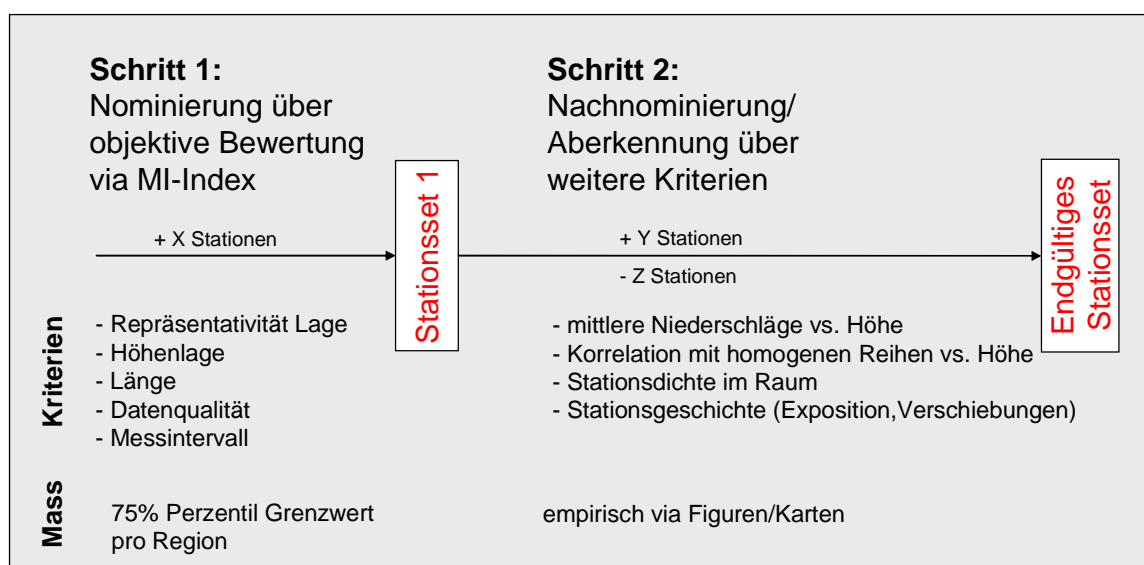 Schritt 1:
Nominierung über
objektive Bewertung
via MI-Index
Schritt 2:
Nachnominierung/
Aberkennung über
weitere Kriterien
+ X Stationen
Stationsset 1
+ Y Stationen
- Z Stationen
Endgültiges
Stationsset
Kriterien
- Repräsentativität Lage
- Höhenlage
- Länge
- Datenqualität
- Messintervall
- mittlere Niederschläge vs. Höhe
- Korrelation mit homogenen Reihen vs. Höhe
- Stationsdichte im Raum
- Stationsgeschichte (Exposition,Verschiebungen)
Mass
75% Perzentil Grenzwert
pro Region
empirisch via Figuren/Karten